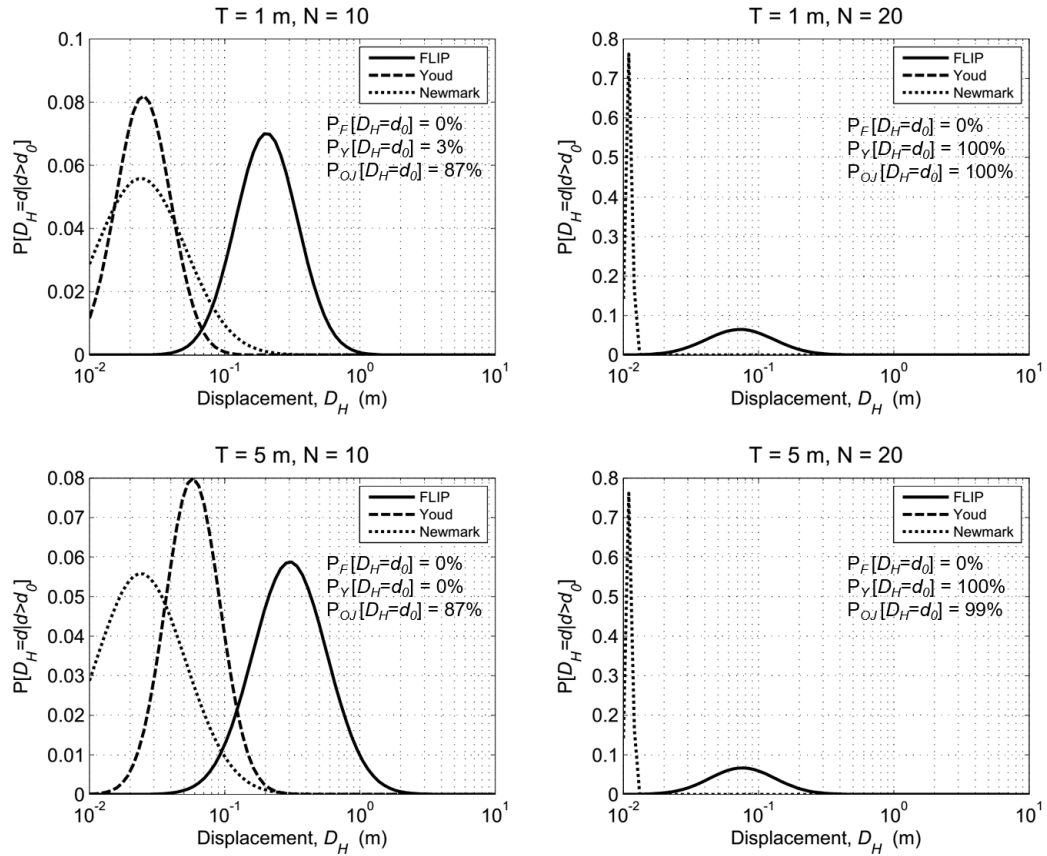 T = 1 m, N = 10
P[D_H=d|d>d_0]
0.1
0.08
0.06
0.04
0.02
0
FLIP
Youd
Newmark
P_F[D_H=d_0] = 0%
P_Y[D_H=d_0] = 3%
P_OJ[D_H=d_0] = 87%
10^-2
10^-1
10^0
10^1
Displacement, D_H (m)
T = 1 m, N = 20
P[D_H=d|d>d_0]
0.8
0.7
0.6
0.5
0.4
0.3
0.2
0.1
0
FLIP
Youd
Newmark
P_F[D_H=d_0] = 0%
P_Y[D_H=d_0] = 100%
P_OJ[D_H=d_0] = 100%
10^-2
10^-1
10^0
10^1
Displacement, D_H (m)
T = 5 m, N = 10
P[D_H=d|d>d_0]
0.08
0.07
0.06
0.05
0.04
0.03
0.02
0.01
0
FLIP
Youd
Newmark
P_F[D_H=d_0] = 0%
P_Y[D_H=d_0] = 0%
P_OJ[D_H=d_0] = 87%
10^-2
10^-1
10^0
10^1
Displacement, D_H (m)
T = 5 m, N = 20
P[D_H=d|d>d_0]
0.8
0.7
0.6
0.5
0.4
0.3
0.2
0.1
0
FLIP
Youd
Newmark
P_F[D_H=d_0] = 0%
P_Y[D_H=d_0] = 100%
P_OJ[D_H=d_0] = 99%
10^-2
10^-1
10^0
10^1
Displacement, D_H (m)